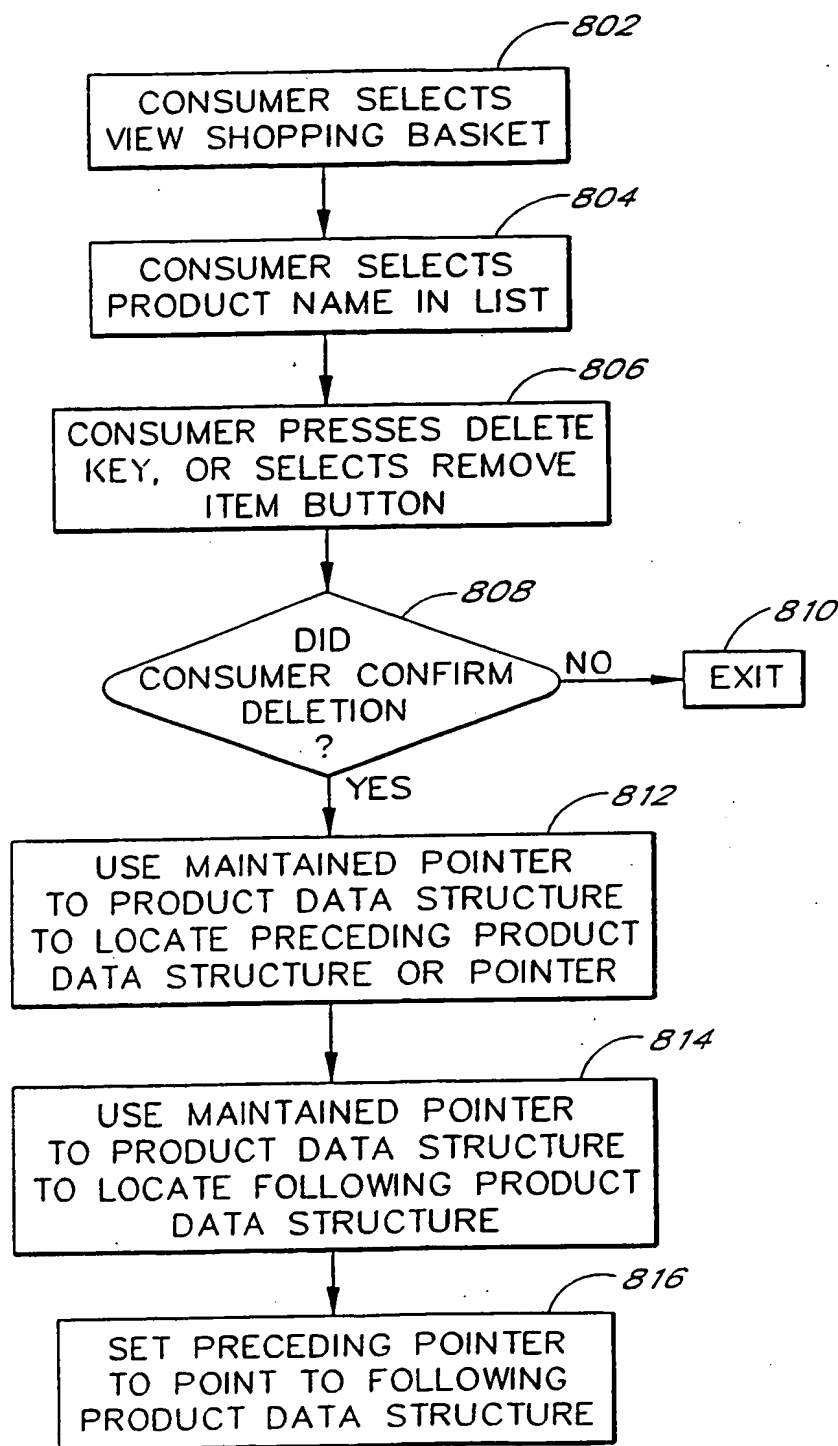 802
CONSUMER SELECTS
VIEW SHOPPING BASKET
804
CONSUMER SELECTS
PRODUCT NAME IN LIST
806
CONSUMER PRESSES DELETE
KEY, OR SELECTS REMOVE
ITEM BUTTON
808
DID
CONSUMER CONFIRM
DELETION
?
NO
810
EXIT
YES
812
USE MAINTAINED POINTER
TO PRODUCT DATA STRUCTURE
TO LOCATE PRECEDING PRODUCT
DATA STRUCTURE OR POINTER
814
USE MAINTAINED POINTER
TO PRODUCT DATA STRUCTURE
TO LOCATE FOLLOWING PRODUCT
DATA STRUCTURE
816
SET PRECEDING POINTER
TO POINT TO FOLLOWING
PRODUCT DATA STRUCTURE